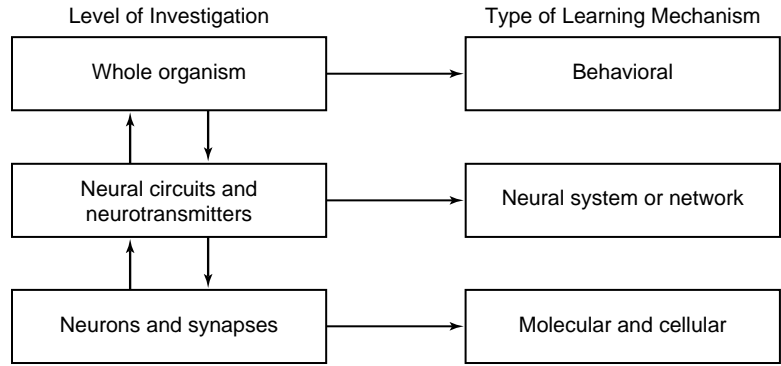 Level of Investigation
Type of Learning Mechanism
Whole organism
Behavioral
Neural circuits and
neurotransmitters
Neural system or network
Neurons and synapses
Molecular and cellular